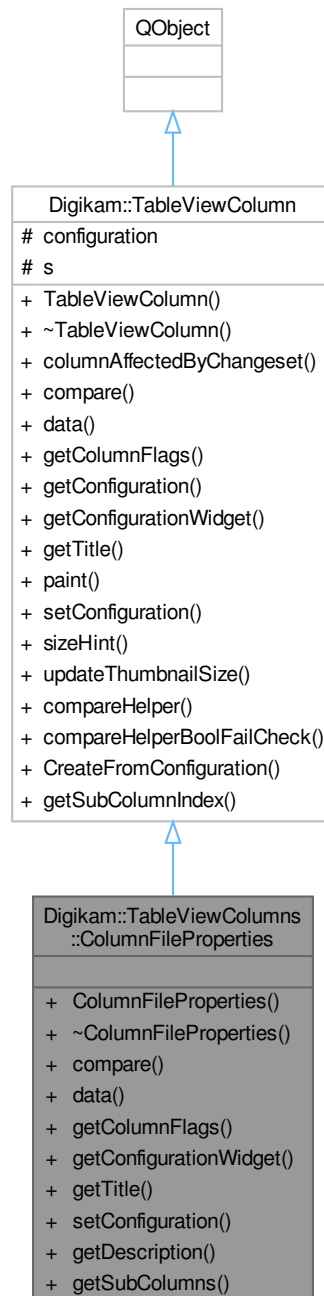 QObject
Digikam::TableViewColumn
# configuration
# s
+ TableViewColumn()
+ ~TableViewColumn()
+ columnAffectedByChangeset()
+ compare()
+ data()
+ getColumnFlags()
+ getConfiguration()
+ getConfigurationWidget()
+ getTitle()
+ paint()
+ setConfiguration()
+ sizeHint()
+ updateThumbnailSize()
+ compareHelper()
+ compareHelperBoolFailCheck()
+ CreateFromConfiguration()
+ getSubColumnIndex()
Digikam::TableViewColumns
::ColumnFileProperties
+ ColumnFileProperties()
+ ~ColumnFileProperties()
+ compare()
+ data()
+ getColumnFlags()
+ getConfigurationWidget()
+ getTitle()
+ setConfiguration()
+ getDescription()
+ getSubColumns()